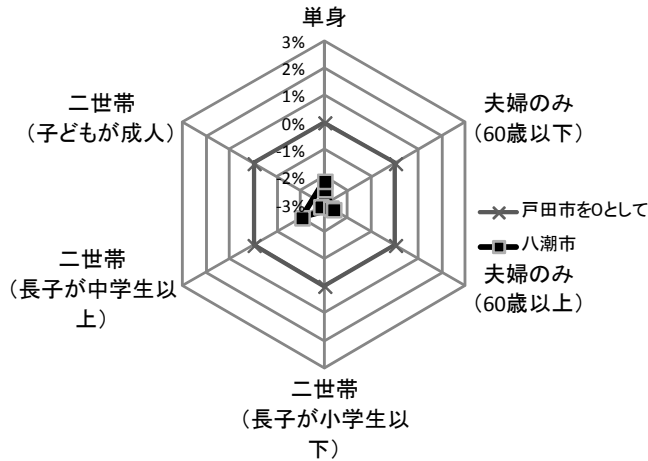 単身
3%
2%
1%
0%
-1%
-2%
-3%
夫婦のみ
（60歳以下）
夫婦のみ
（60歳以上）
二世帯
（長子が小学生以
下）
二世帯
（長子が中学生以
上）
二世帯
（子どもが成人）
戸田市を0として
八潮市